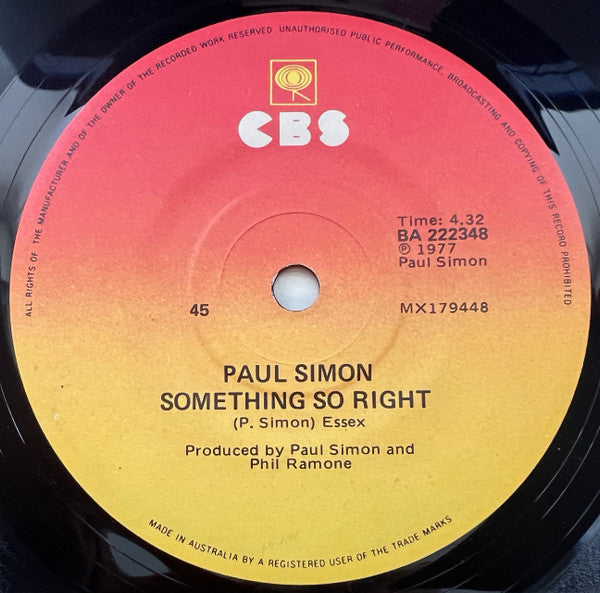 ALL RIGHTS OF THE MANUFACTURER AND OF THE OWNER OF THE RECORDED WORK RESERVED UNAUTHORISED PUBLIC PERFORMANCE, BROADCASTING AND COPYING OF THIS RECORD PROHIBITED
CBS
Time: 4.32
BA 222348
℗ 1977
Paul Simon
45
MX179448
PAUL SIMON
SOMETHING SO RIGHT
(P. Simon) Essex
Produced by Paul Simon and
Phil Ramone
MADE IN AUSTRALIA BY A REGISTERED USER OF THE TRADE MARKS